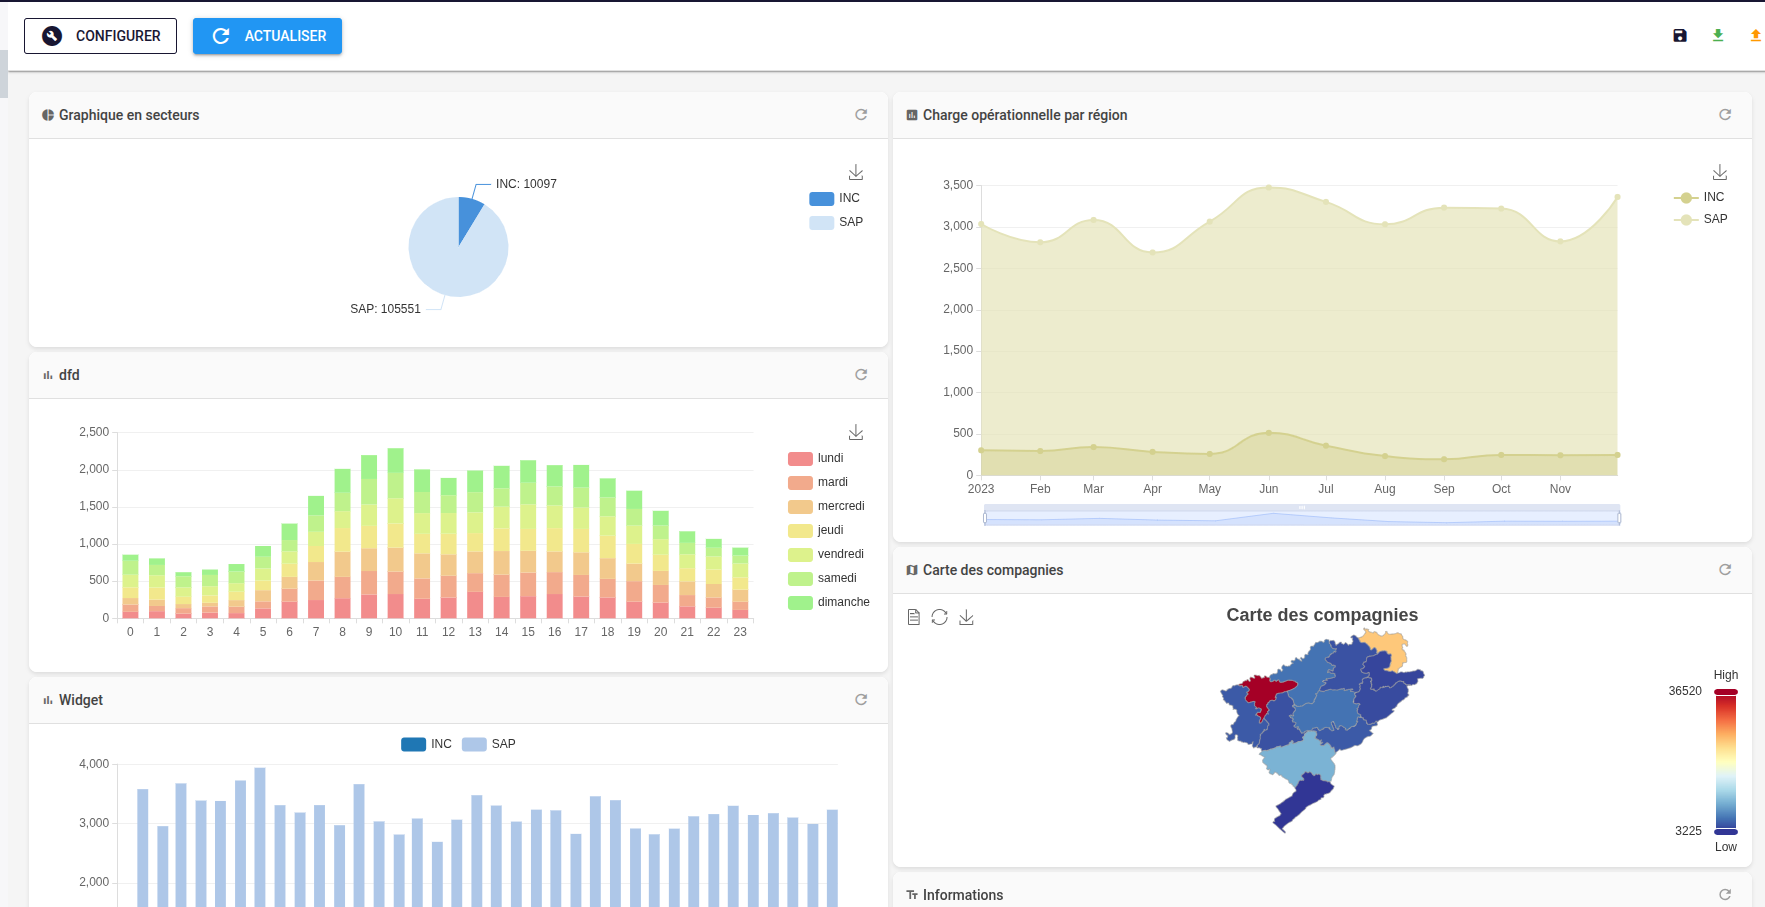 CONFIGURER
ACTUALISER
Graphique en secteurs
INC: 10097
SAP: 105551
INC
SAP
dfd
2,500
2,000
1,500
1,000
500
0
0 1 2 3 4 5 6 7 8 9 10 11 12 13 14 15 16 17 18 19 20 21 22 23
lundi
mardi
mercredi
jeudi
vendredi
samedi
dimanche
Widget
INC SAP
4,000
3,000
2,000
Charge opérationnelle par région
3,500
3,000
2,500
2,000
1,500
1,000
500
0
2023 Feb Mar Apr May Jun Jul Aug Sep Oct Nov
INC
SAP
Carte des compagnies
Carte des compagnies
High
36520
3225
Low
Informations